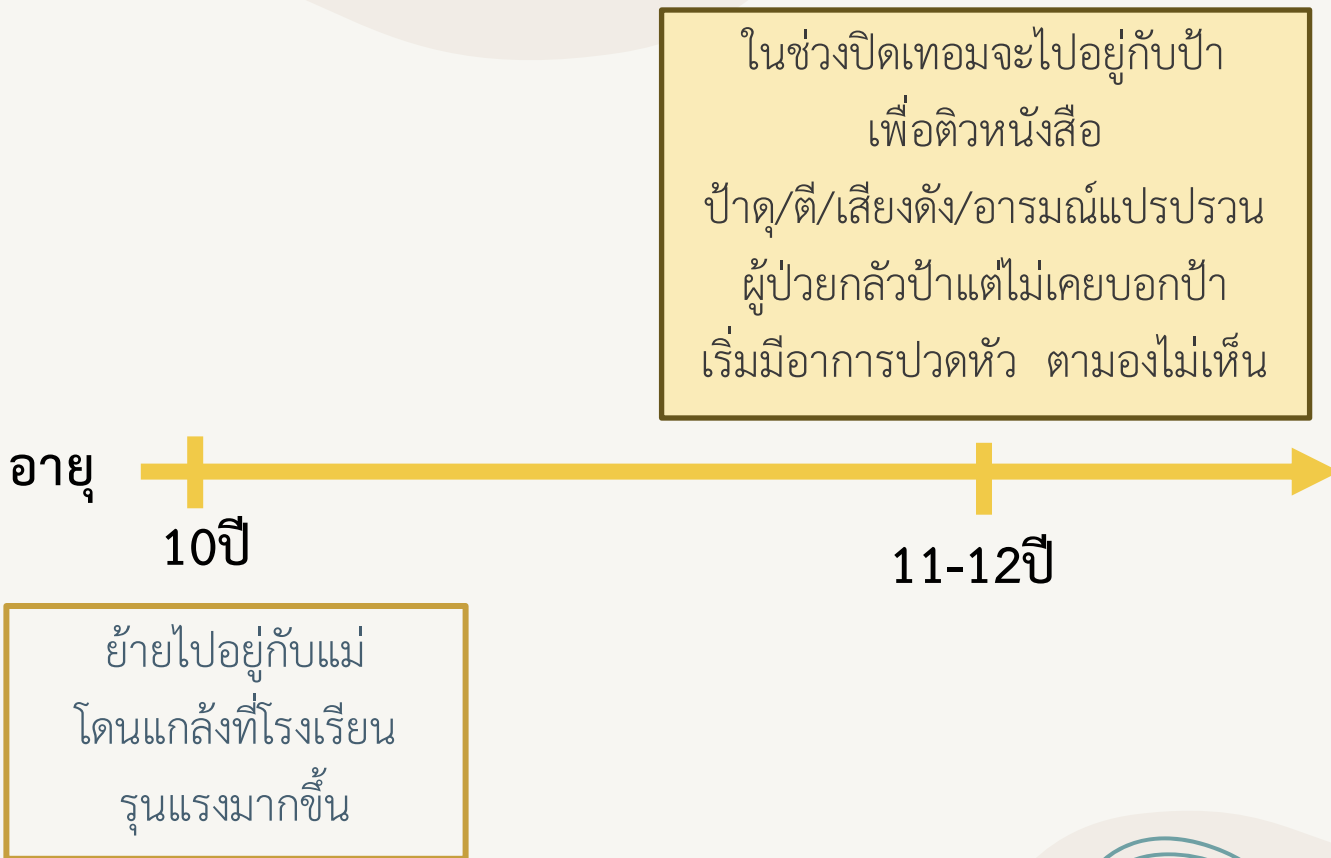 ในช่วงปิดเทอมจะไปอยู่กับป้า
เพื่อติวหนังสือ
ป้าดุ/ตี/เสียงดัง/อารมณ์แปรปรวน
ผู้ป่วยกลัวป้าแต่ไม่เคยบอกป้า
เริ่มมีอาการปวดหัว ตามองไม่เห็น
อายุ
10ปี
11-12ปี
ย้ายไปอยู่กับแม่
โดนแกล้งที่โรงเรียน
รุนแรงมากขึ้น